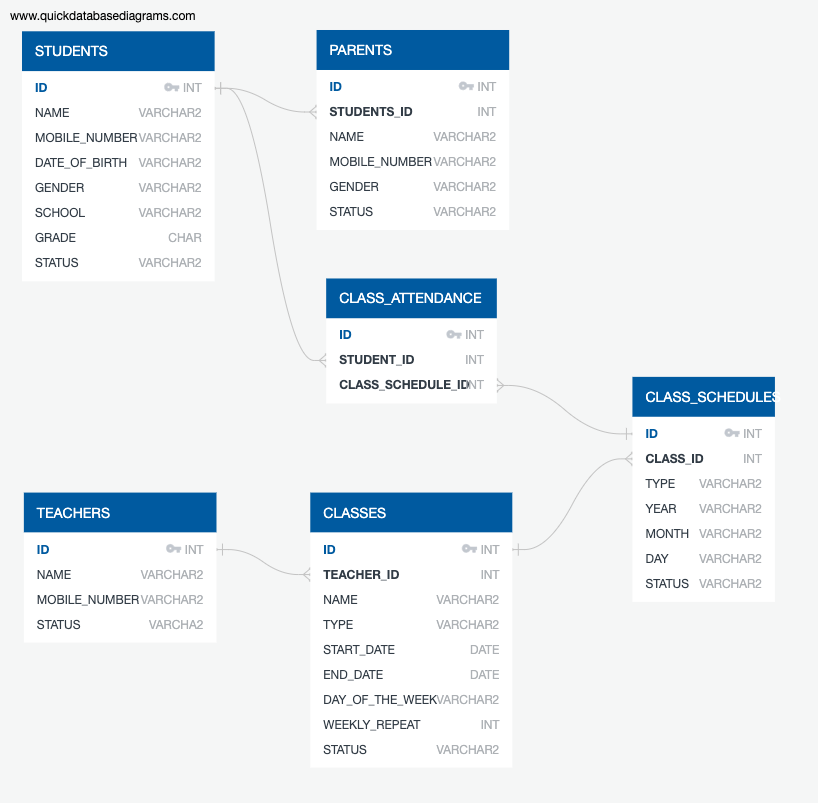 www.quickdatabasediagrams.com
STUDENTS
ID INT
NAME VARCHAR2
MOBILE_NUMBER VARCHAR2
DATE_OF_BIRTH VARCHAR2
GENDER VARCHAR2
SCHOOL VARCHAR2
GRADE CHAR
STATUS VARCHAR2
PARENTS
ID INT
STUDENTS_ID INT
NAME VARCHAR2
MOBILE_NUMBER VARCHAR2
GENDER VARCHAR2
STATUS VARCHAR2
CLASS_ATTENDANCE
ID INT
STUDENT_ID INT
CLASS_SCHEDULE_ID INT
CLASS_SCHEDULES
ID INT
CLASS_ID INT
TYPE VARCHAR2
YEAR VARCHAR2
MONTH VARCHAR2
DAY VARCHAR2
STATUS VARCHAR2
TEACHERS
ID INT
NAME VARCHAR2
MOBILE_NUMBER VARCHAR2
STATUS VARCHA2
CLASSES
ID INT
TEACHER_ID INT
NAME VARCHAR2
TYPE VARCHAR2
START_DATE DATE
END_DATE DATE
DAY_OF_THE_WEEK VARCHAR2
WEEKLY_REPEAT INT
STATUS VARCHAR2